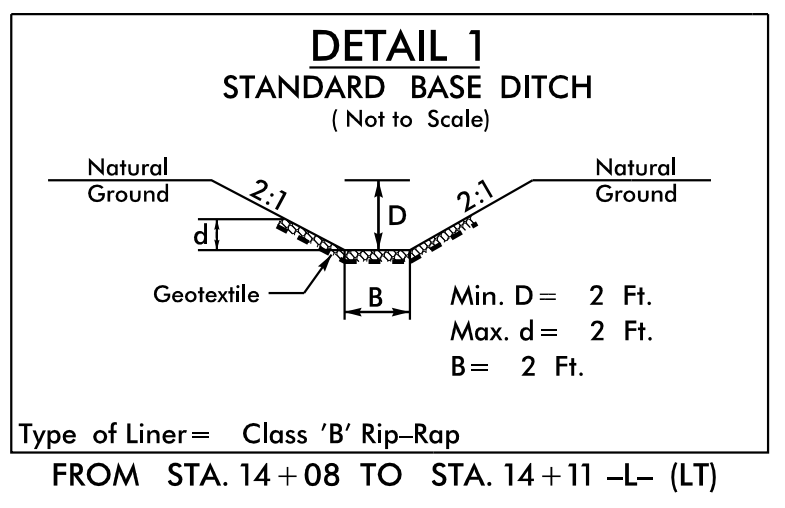 DETAIL 1
STANDARD BASE DITCH
( Not to Scale)
Natural
Ground
2:1
D
2:1
Natural
Ground
d
Geotextile
B
Min. D = 2 Ft.
Max. d = 2 Ft.
B = 2 Ft.
Type of Liner = Class 'B' Rip-Rap
FROM STA. 14+08 TO STA. 14+11 -L- (LT)